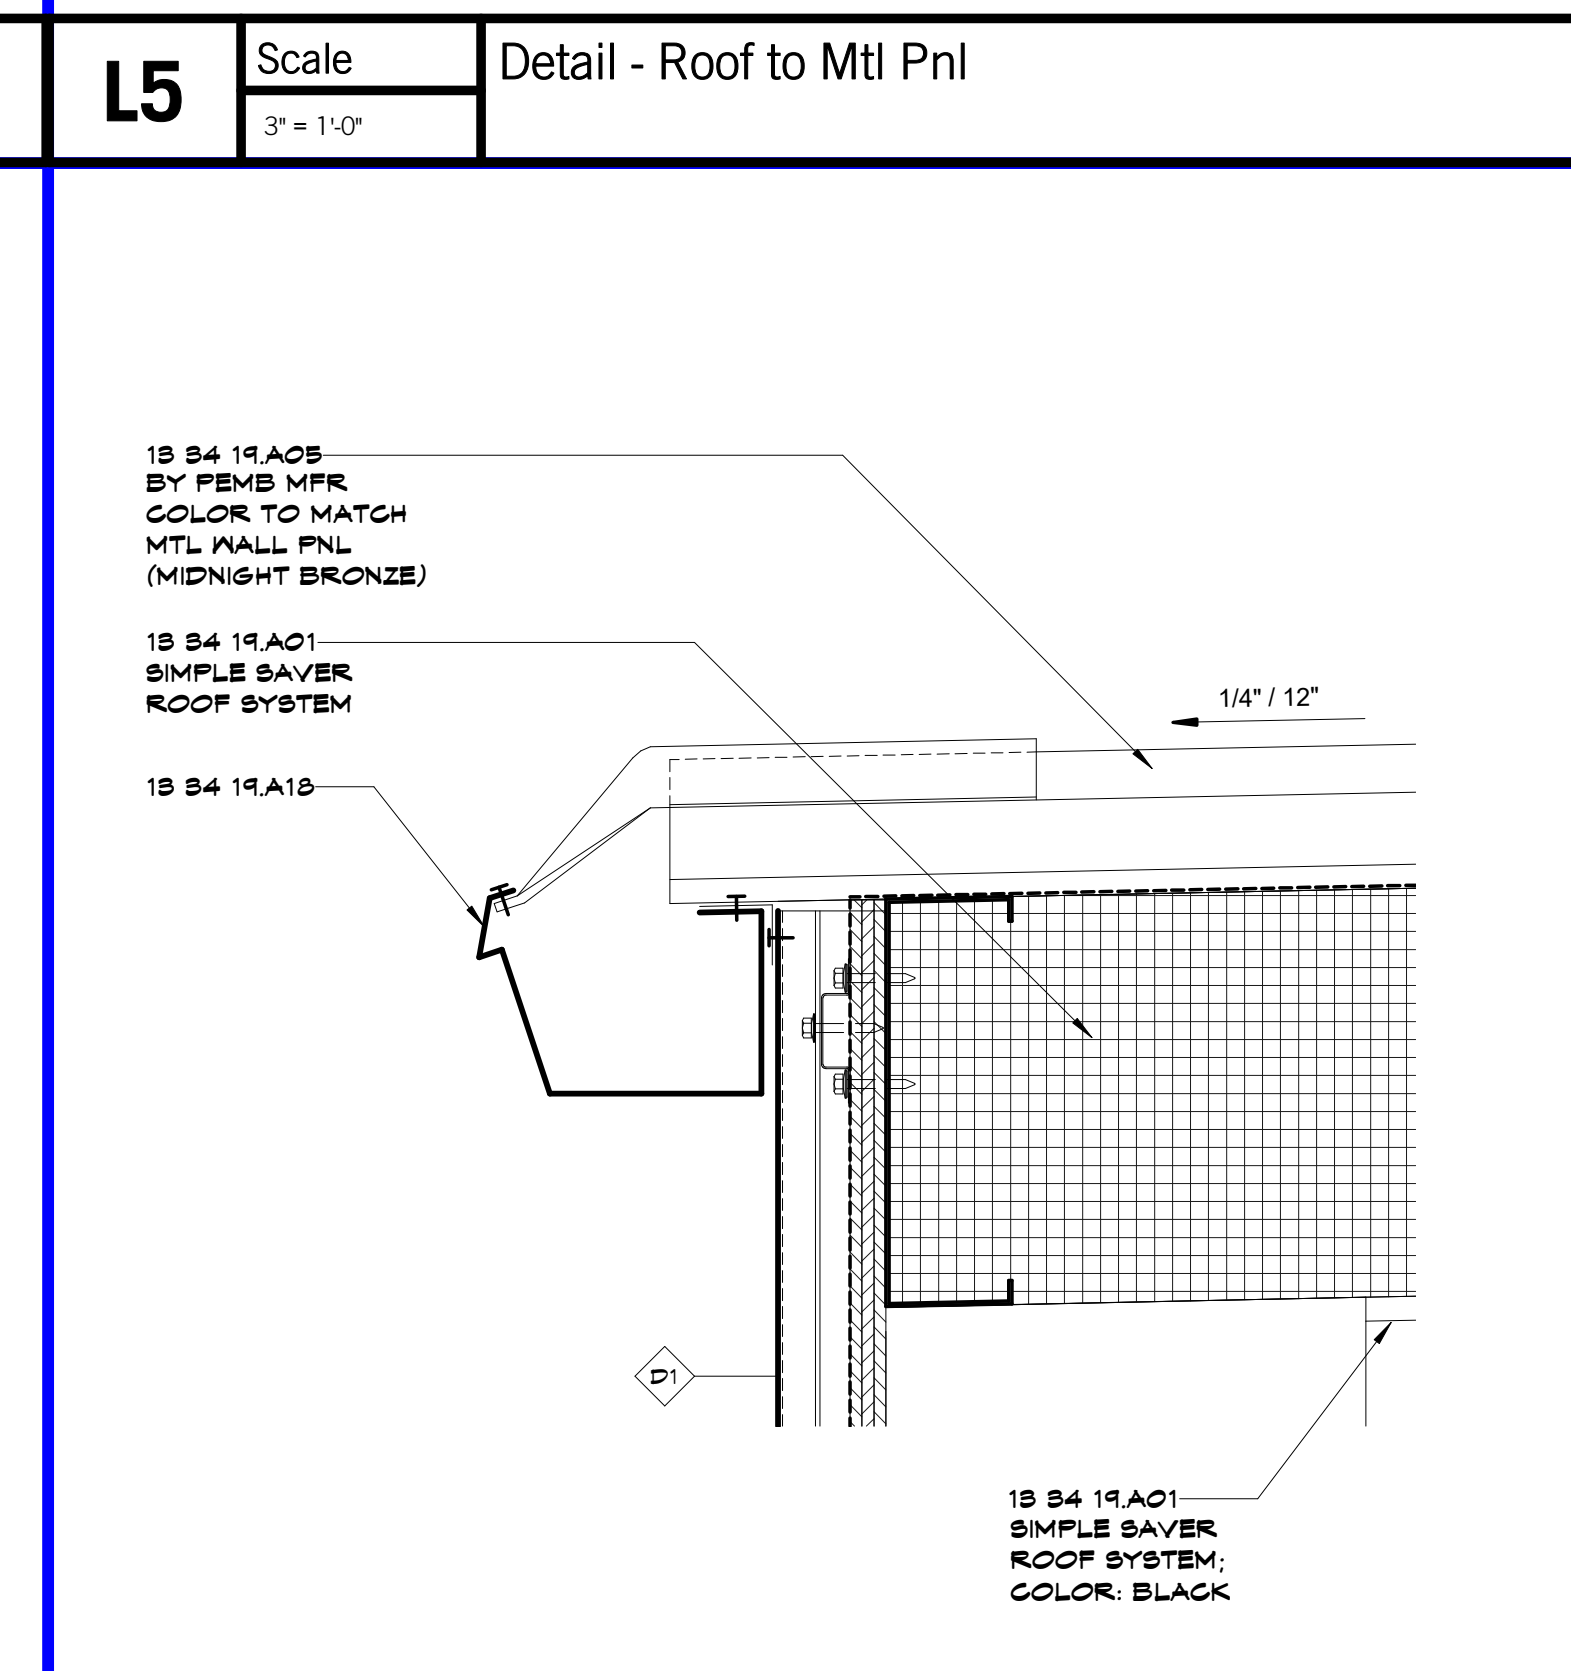 L5
Scale
3" = 1'-0"
Detail - Roof to Mtl Pnl
13 34 19.A05
BY PEMB MFR
COLOR TO MATCH
MTL WALL PNL
(MIDNIGHT BRONZE)
13 34 19.A01
SIMPLE SAVER
ROOF SYSTEM
1/4" / 12"
13 34 19.A18
D1
13 34 19.A01
SIMPLE SAVER
ROOF SYSTEM;
COLOR: BLACK